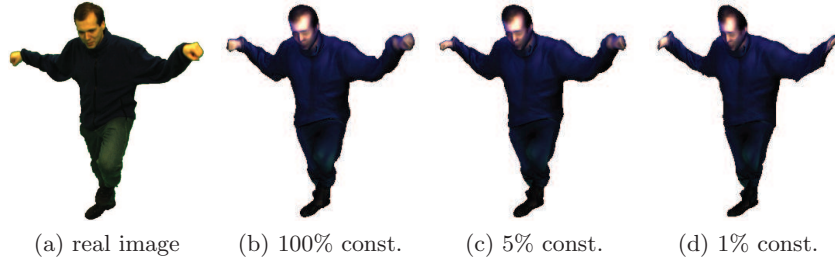 (a) real image (b) 100% const. (c) 5% const. (d) 1% const.